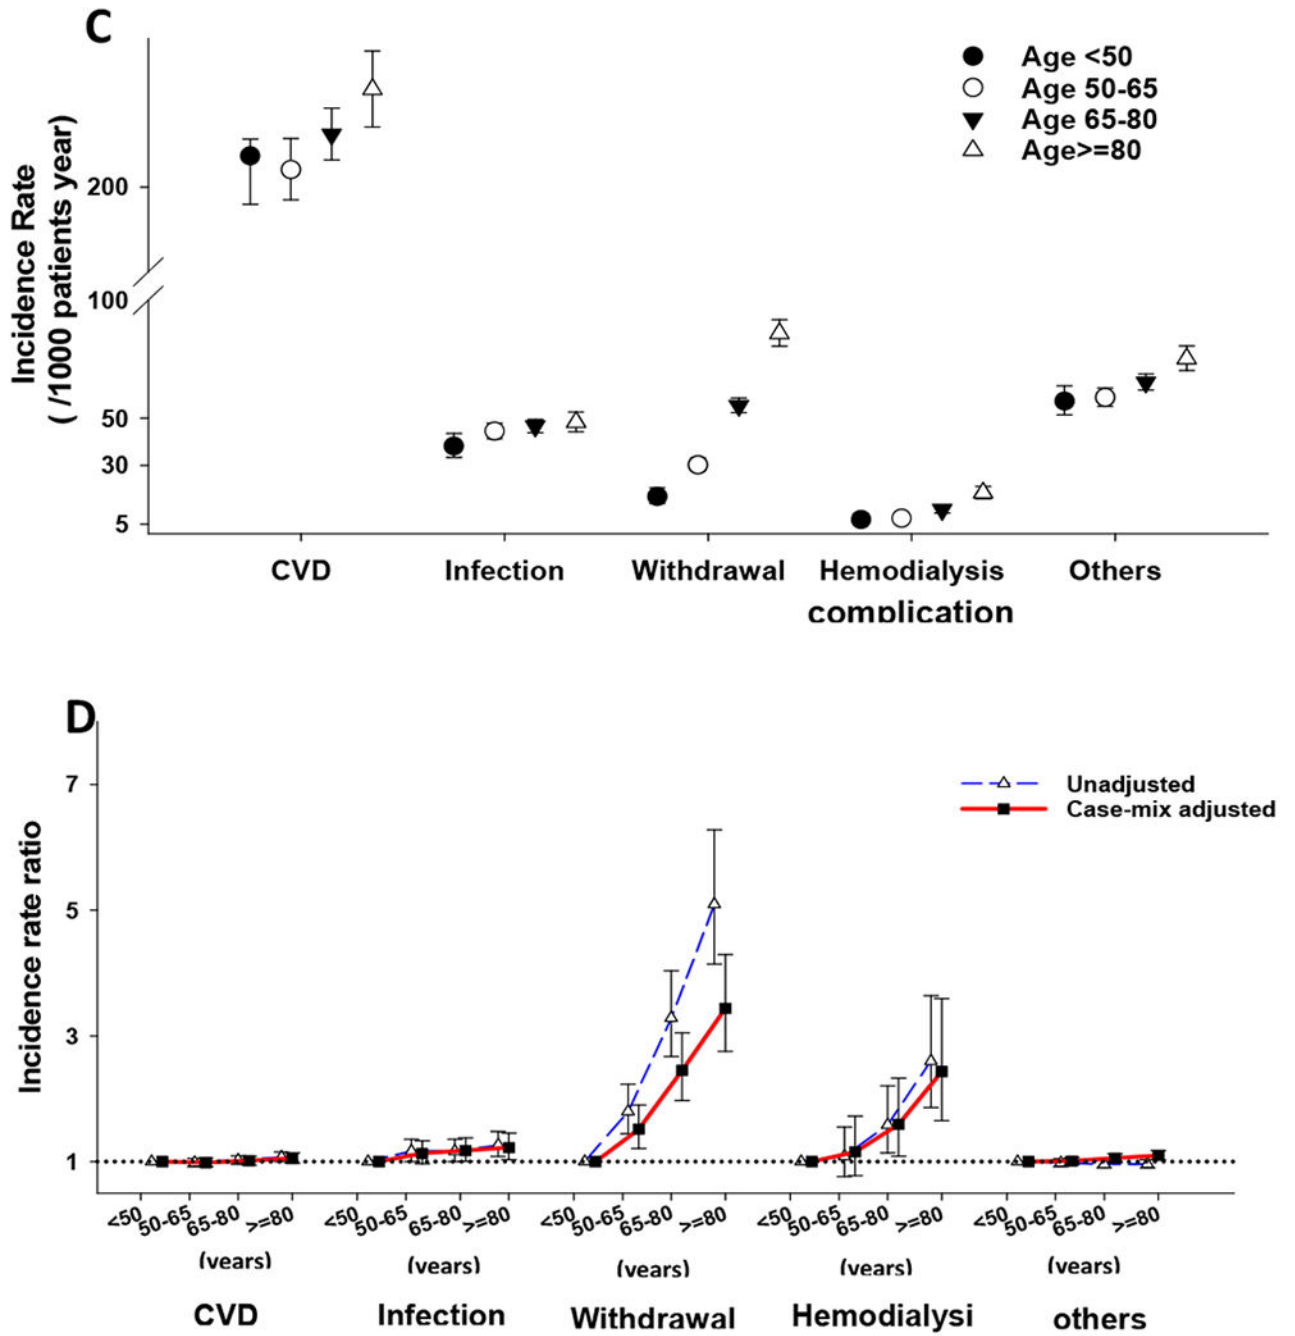 C
Age <50
Age 50-65
Age 65-80
Age>=80
Incidence Rate
( /1000 patients year)
200
100
50
30
5
CVD Infection Withdrawal Hemodialysis Others
complication
D
7
5
3
1
Unadjusted
Case-mix adjusted
Incidence rate ratio
<50 50-65 65-80 >=80 <50 50-65 65-80 >=80 <50 50-65 65-80 >=80 <50 50-65 65-80 >=80 <50 50-65 65-80 >=80
(years) (years) (years) (years) (years)
CVD Infection Withdrawal Hemodialysi others